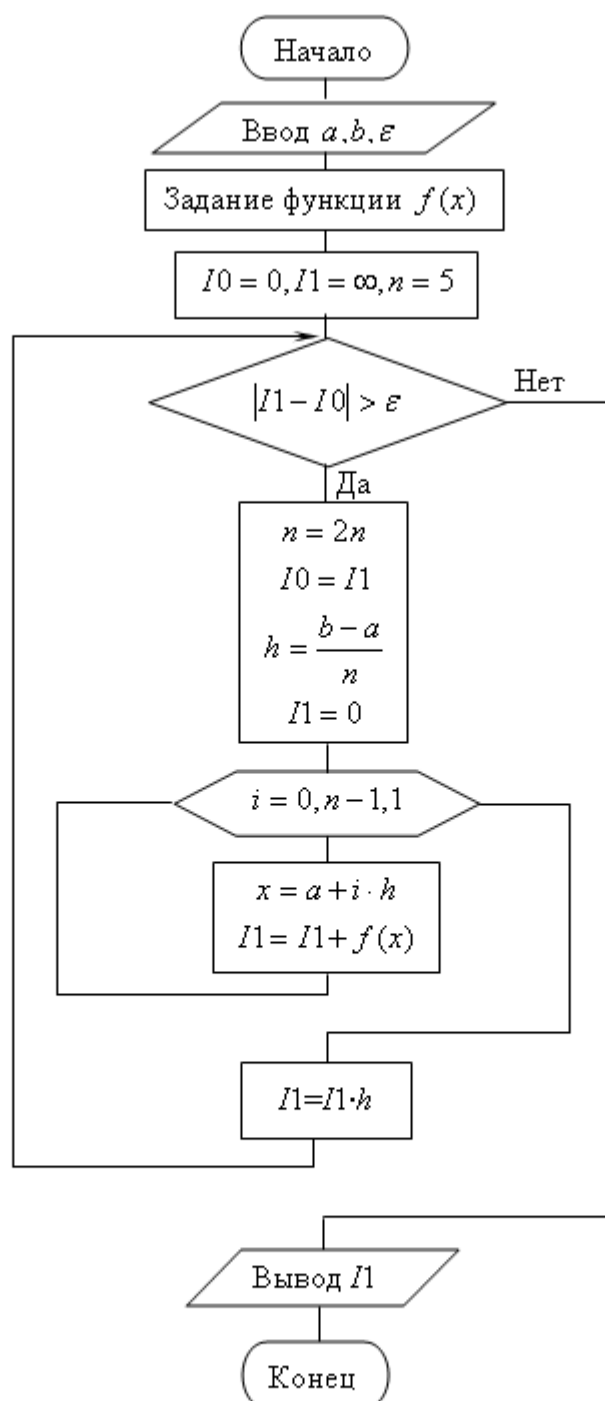 Начало
Ввод a,b,ε
Задание функции f(x)
I0 = 0, I1 = ∞, n = 5
|I1 − I0| > ε
Нет
Да
n = 2n
I0 = I1
h = \frac{b − a}{n}
I1 = 0
i = 0, n − 1,1
x = a + i · h
I1 = I1 + f(x)
I1=I1·h
Вывод I1
Конец